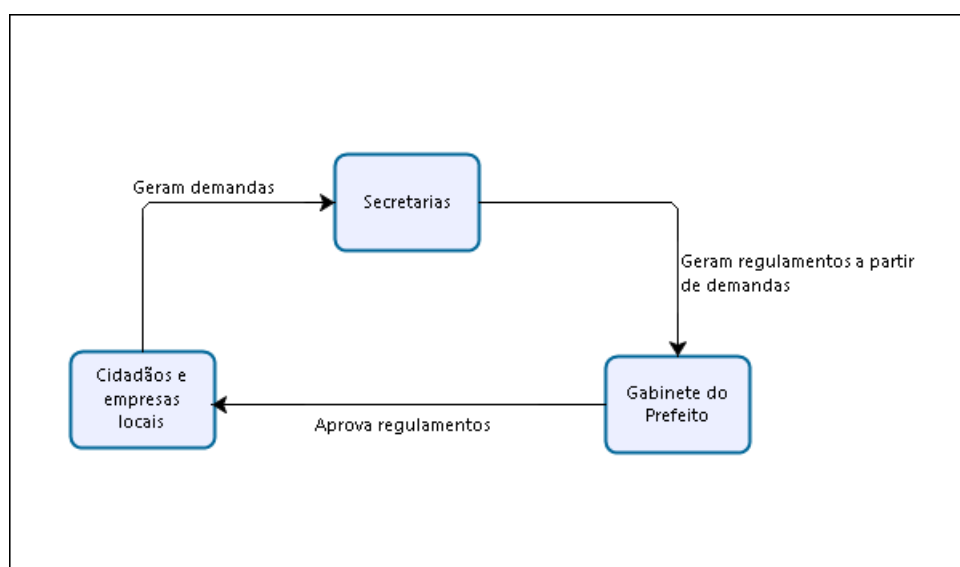 Geram demandas
Secretarias
Geram regulamentos a partir
de demandas
Cidadãos e
empresas
locais
Gabinete do
Prefeito
Aprova regulamentos